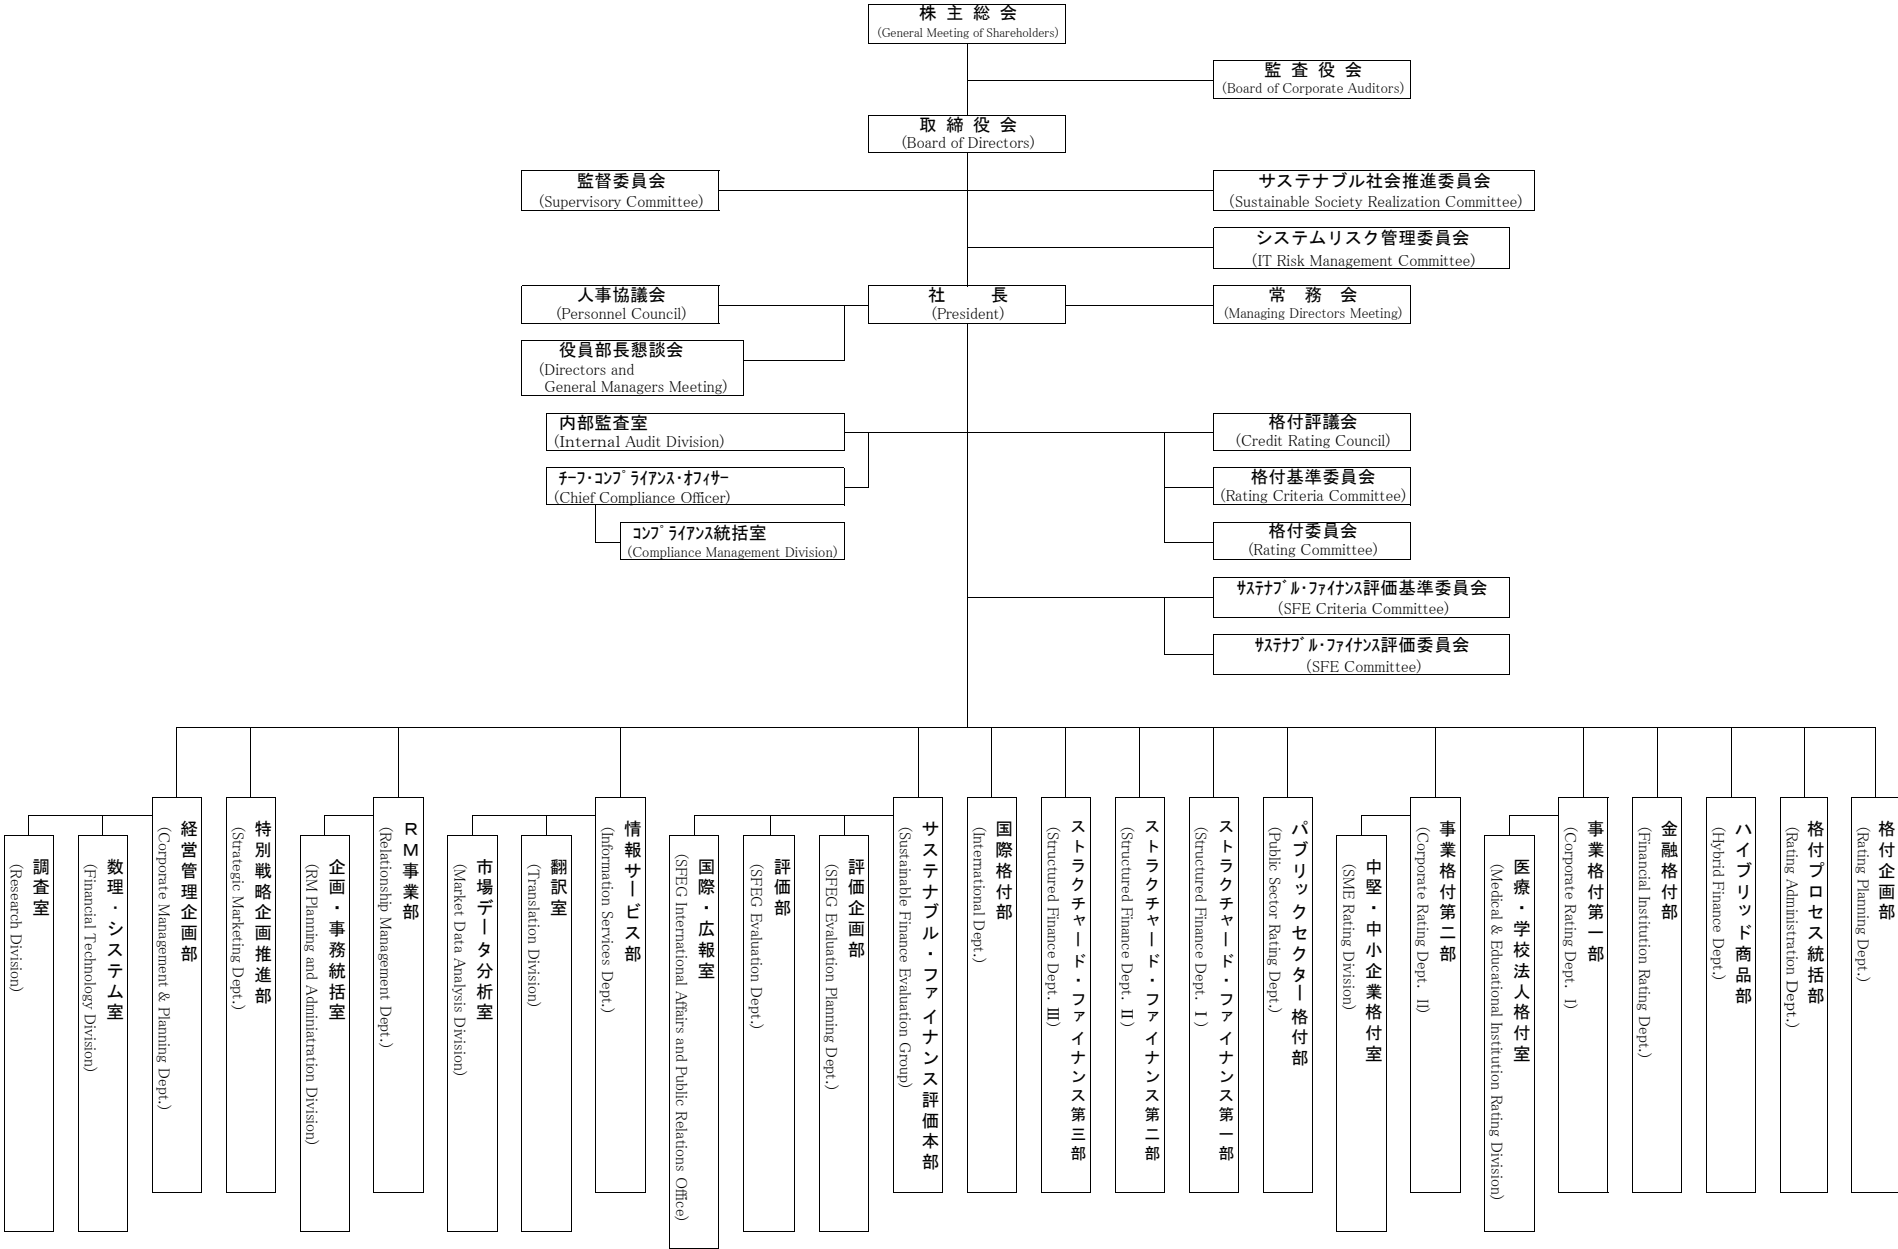 株 主 総 会
(General Meeting of Shareholders)
監 査 役 会
(Board of Corporate Auditors)
取 締 役 会
(Board of Directors)
監督委員会
(Supervisory Committee)
サステナブル社会推進委員会
(Sustainable Society Realization Committee)
システムリスク管理委員会
(IT Risk Management Committee)
人事協議会
(Personnel Council)
社 長
(President)
常 務 会
(Managing Directors Meeting)
役員部長懇談会
(Directors and
General Managers Meeting)
内部監査室
(Internal Audit Division)
格付評議会
(Credit Rating Council)
ﾁｰﾌ･ｺﾝﾌﾟﾗｲｱﾝｽ･ｵﾌｨｻｰ
(Chief Compliance Officer)
格付基準委員会
(Rating Criteria Committee)
ｺﾝﾌﾟﾗｲｱﾝｽ統括室
(Compliance Management Division)
格付委員会
(Rating Committee)
ｻｽﾃﾅﾌﾞﾙ･ﾌｧｲﾅﾝｽ評価基準委員会
(SFE Criteria Committee)
ｻｽﾃﾅﾌﾞﾙ･ﾌｧｲﾅﾝｽ評価委員会
(SFE Committee)
格付企画部
(Rating Planning Dept.)
格付プロセス統括部
(Rating Administration Dept.)
ハイブリッド商品部
(Hybrid Finance Dept.)
金融格付部
(Financial Institution Rating Dept.)
事業格付第一部
(Corporate Rating Dept. I)
医療・学校法人格付室
(Medical & Educational Institution Rating Division)
事業格付第二部
(Corporate Rating Dept. II)
中堅・中小企業格付室
(SME Rating Division)
パブリックセクター格付部
(Public Sector Rating Dept.)
ストラクチャード・ファイナンス第一部
(Structured Finance Dept. I)
ストラクチャード・ファイナンス第二部
(Structured Finance Dept. II)
ストラクチャード・ファイナンス第三部
(Structured Finance Dept. III)
国際格付部
(International Dept.)
サステナブル・ファイナンス評価本部
(Sustainable Finance Evaluation Group)
評価企画部
(SFEG Evaluation Planning Dept.)
評価部
(SFEG Evaluation Dept.)
国際・広報室
(SFEG International Affairs and Public Relations Office)
情報サービス部
(Information Services Dept.)
翻訳室
(Translation Division)
市場データ分析室
(Market Data Analysis Division)
ＲＭ事業部
(Relationship Management Dept.)
企画・事務統括室
(RM Planning and Adminiatration Division)
特別戦略企画推進部
(Strategic Marketing Dept.)
経営管理企画部
(Corporate Management & Planning Dept.)
数理・システム室
(Financial Technology Division)
調査室
(Research Division)